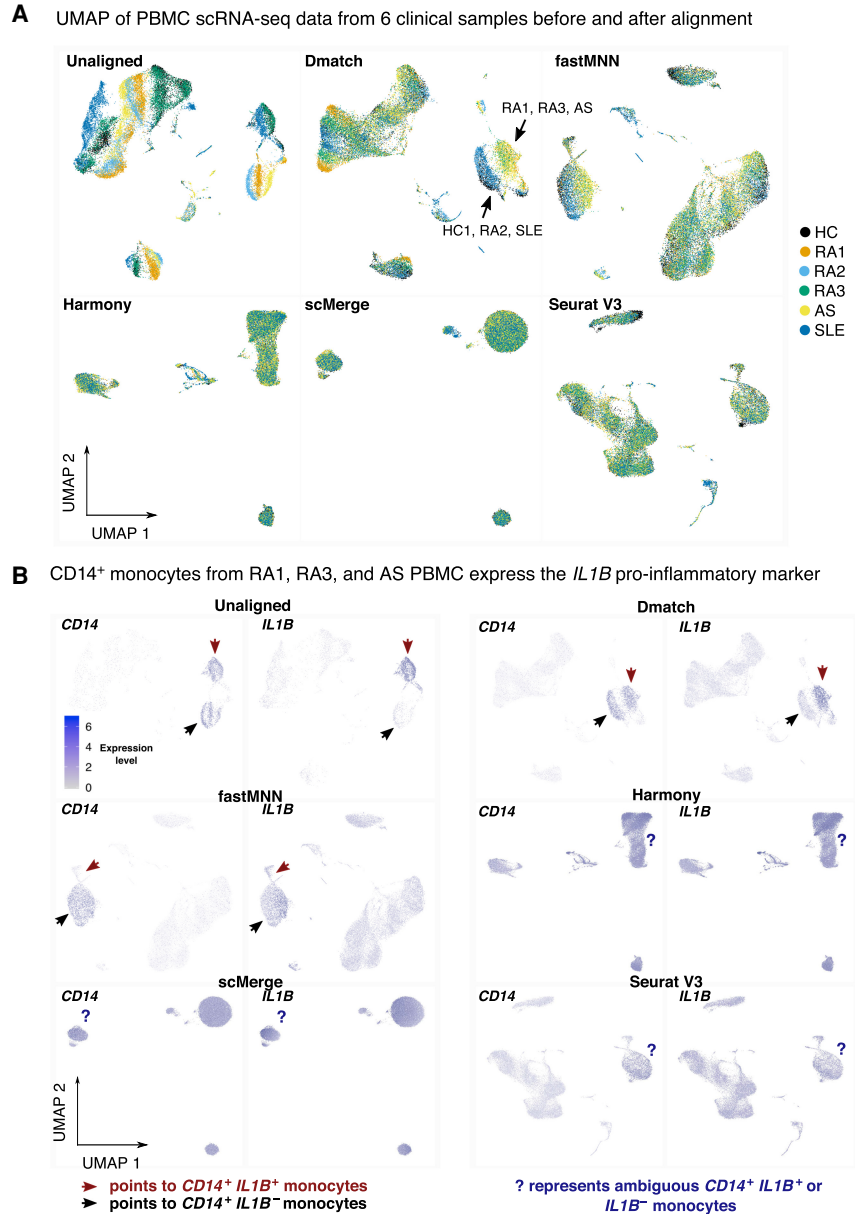 A
UMAP of PBMC scRNA-seq data from 6 clinical samples before and after alignment
Unaligned
Dmatch
fastMNN
RA1, RA3, AS
HC1, RA2, SLE
HC
RA1
RA2
RA3
AS
SLE
Harmony
scMerge
Seurat V3
UMAP 2
UMAP 1
B
CD14+ monocytes from RA1, RA3, and AS PBMC express the IL1B pro-inflammatory marker
Unaligned
Dmatch
CD14
IL1B
CD14
IL1B
6
4
2
0
Expression
level
fastMNN
Harmony
CD14
IL1B
CD14
IL1B
?
?
scMerge
Seurat V3
CD14
IL1B
CD14
IL1B
?
?
?
?
UMAP 2
UMAP 1
points to CD14+ IL1B+ monocytes
points to CD14+ IL1B− monocytes
? represents ambiguous CD14+ IL1B+ or
IL1B− monocytes